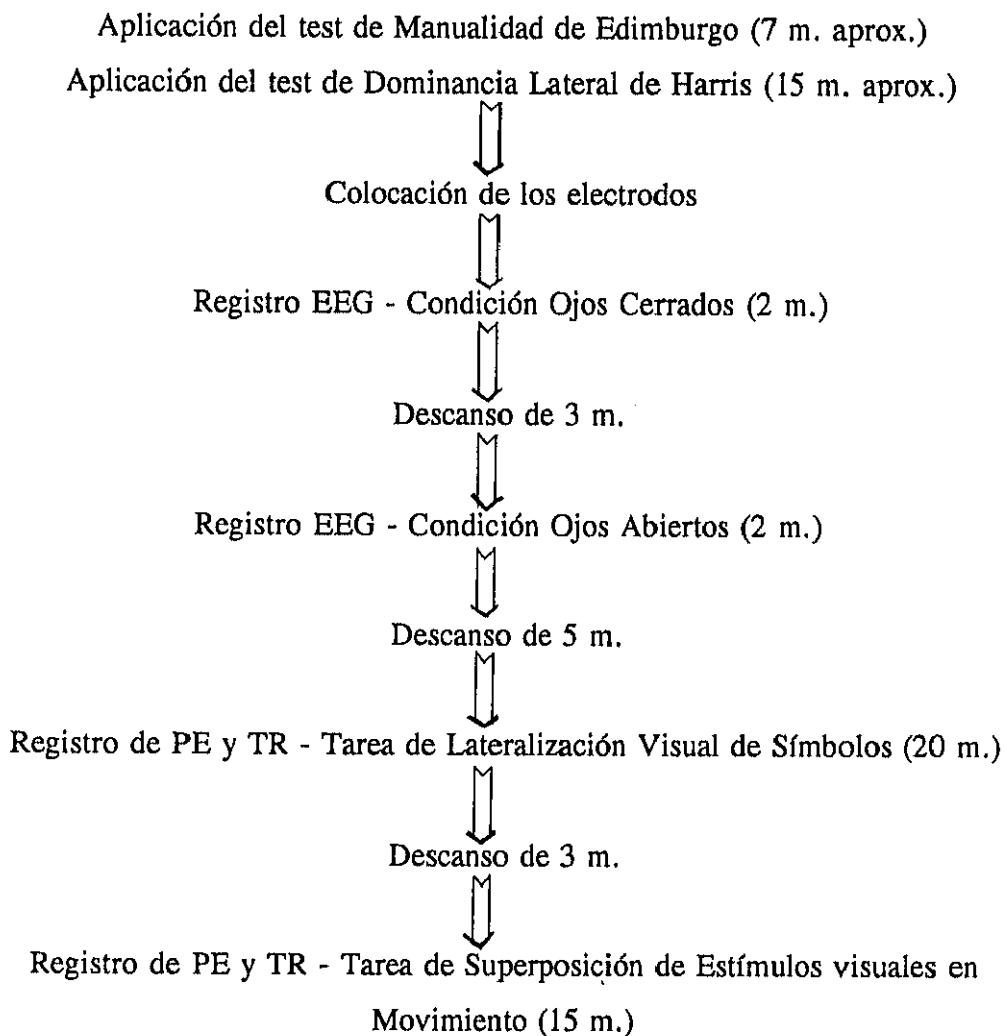 Aplicación del test de Manualidad de Edimburgo (7 m. aprox.)
Aplicación del test de Dominancia Lateral de Harris (15 m. aprox.)
Colocación de los electrodos
Registro EEG - Condición Ojos Cerrados (2 m.)
Descanso de 3 m.
Registro EEG - Condición Ojos Abiertos (2 m.)
Descanso de 5 m.
Registro de PE y TR - Tarea de Lateralización Visual de Símbolos (20 m.)
Descanso de 3 m.
Registro de PE y TR - Tarea de Superposición de Estímulos visuales en
Movimiento (15 m.)